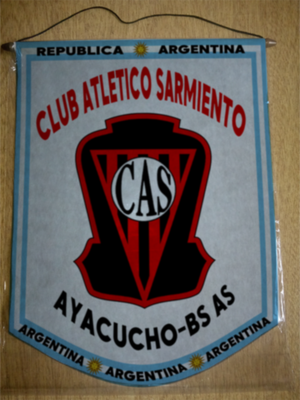 REPUBLICA ARGENTINA
CLUB ATLETICO SARMIENTO
CAS
AYACUCHO-BS AS
ARGENTINA ARGENTINA ARGENTINA